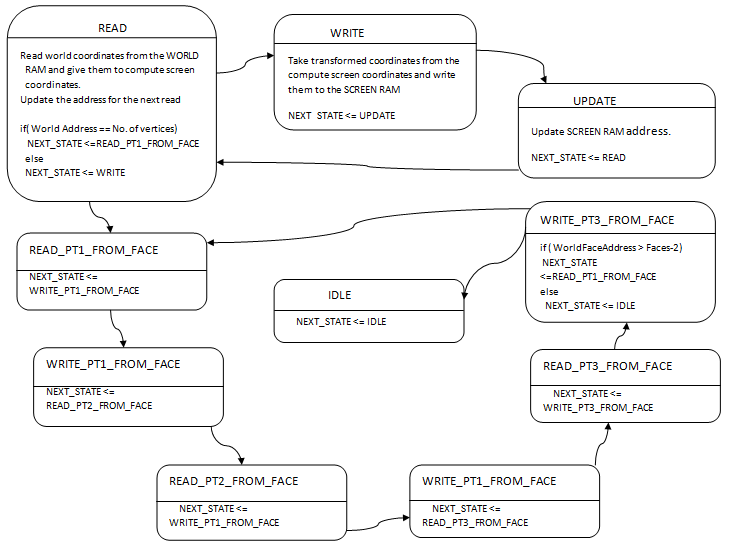 READ
Read world coordinates from the WORLD
RAM and give them to compute screen
coordinates.
Update the address for the next read
if( World Address == No. of vertices)
NEXT_STATE <=READ_PT1_FROM_FACE
else
NEXT_STATE <= WRITE
WRITE
Take transformed coordinates from the
compute screen coordinates and write
them to the SCREEN RAM
NEXT STATE <= UPDATE
UPDATE
Update SCREEN RAM address.
NEXT_STATE <= READ
READ_PT1_FROM_FACE
NEXT_STATE <=
WRITE_PT1_FROM_FACE
WRITE_PT1_FROM_FACE
NEXT_STATE <=
READ_PT2_FROM_FACE
READ_PT2_FROM_FACE
NEXT_STATE <=
WRITE_PT1_FROM_FACE
WRITE_PT1_FROM_FACE
NEXT_STATE <=
READ_PT3_FROM_FACE
READ_PT3_FROM_FACE
NEXT_STATE <=
WRITE_PT3_FROM_FACE
WRITE_PT3_FROM_FACE
if ( WorldFaceAddress > Faces-2)
NEXT_STATE
<=READ_PT1_FROM_FACE
else
NEXT_STATE <= IDLE
IDLE
NEXT_STATE <= IDLE